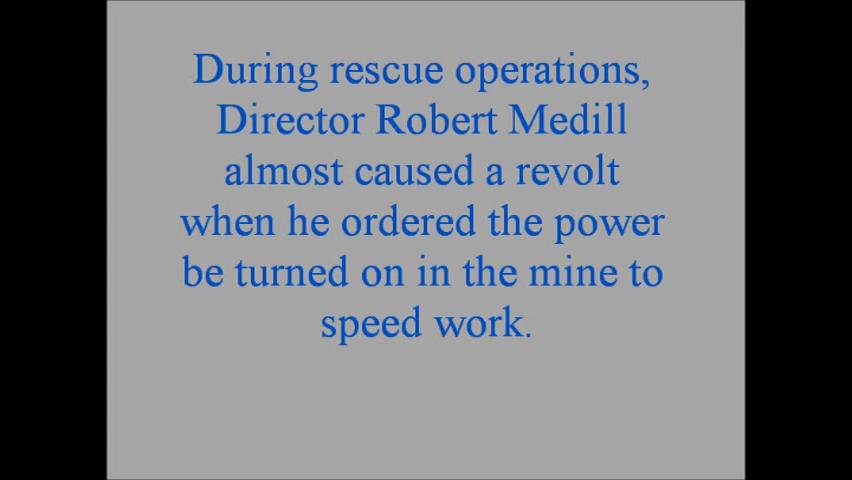 During rescue operations,
Director Robert Medill
almost caused a revolt
when he ordered the power
be turned on in the mine to
speed work.